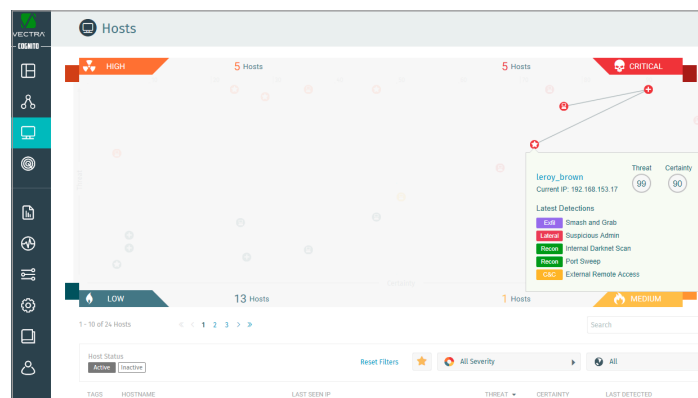 VECTRA
COGNITO
Hosts
HIGH
5 Hosts
5 Hosts
CRITICAL
leroy_brown
Current IP: 192.168.153.17
Threat
99
Certainty
90
Latest Detections
Exfil Smash and Grab
Lateral Suspicious Admin
Recon Internal Darknet Scan
Recon Port Sweep
C&C External Remote Access
LOW
13 Hosts
1 Hosts
MEDIUM
1 - 10 of 24 Hosts
« < 1 2 3 > »
Search
Host Status
Active Inactive
Reset Filters
All Severity
All
TAGS HOSTNAME LAST SEEN IP THREAT CERTAINTY LAST DETECTED